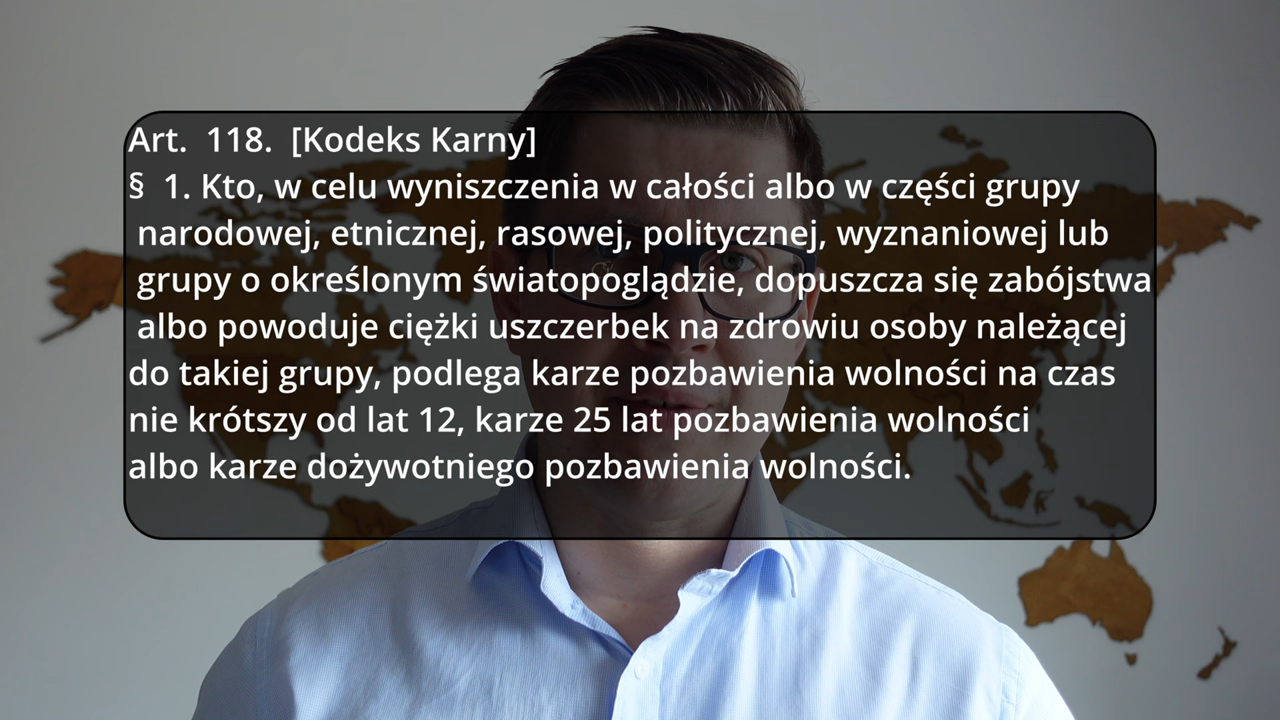 Art. 118. [Kodeks Karny]
§ 1. Kto, w celu wyniszczenia w całości albo w części grupy
narodowej, etnicznej, rasowej, politycznej, wyznaniowej lub
grupy o określonym światopoglądzie, dopuszcza się zabójstwa
albo powoduje ciężki uszczerbek na zdrowiu osoby należącej
do takiej grupy, podlega karze pozbawienia wolności na czas
nie krótszy od lat 12, karze 25 lat pozbawienia wolności
albo karze dożywotniego pozbawienia wolności.